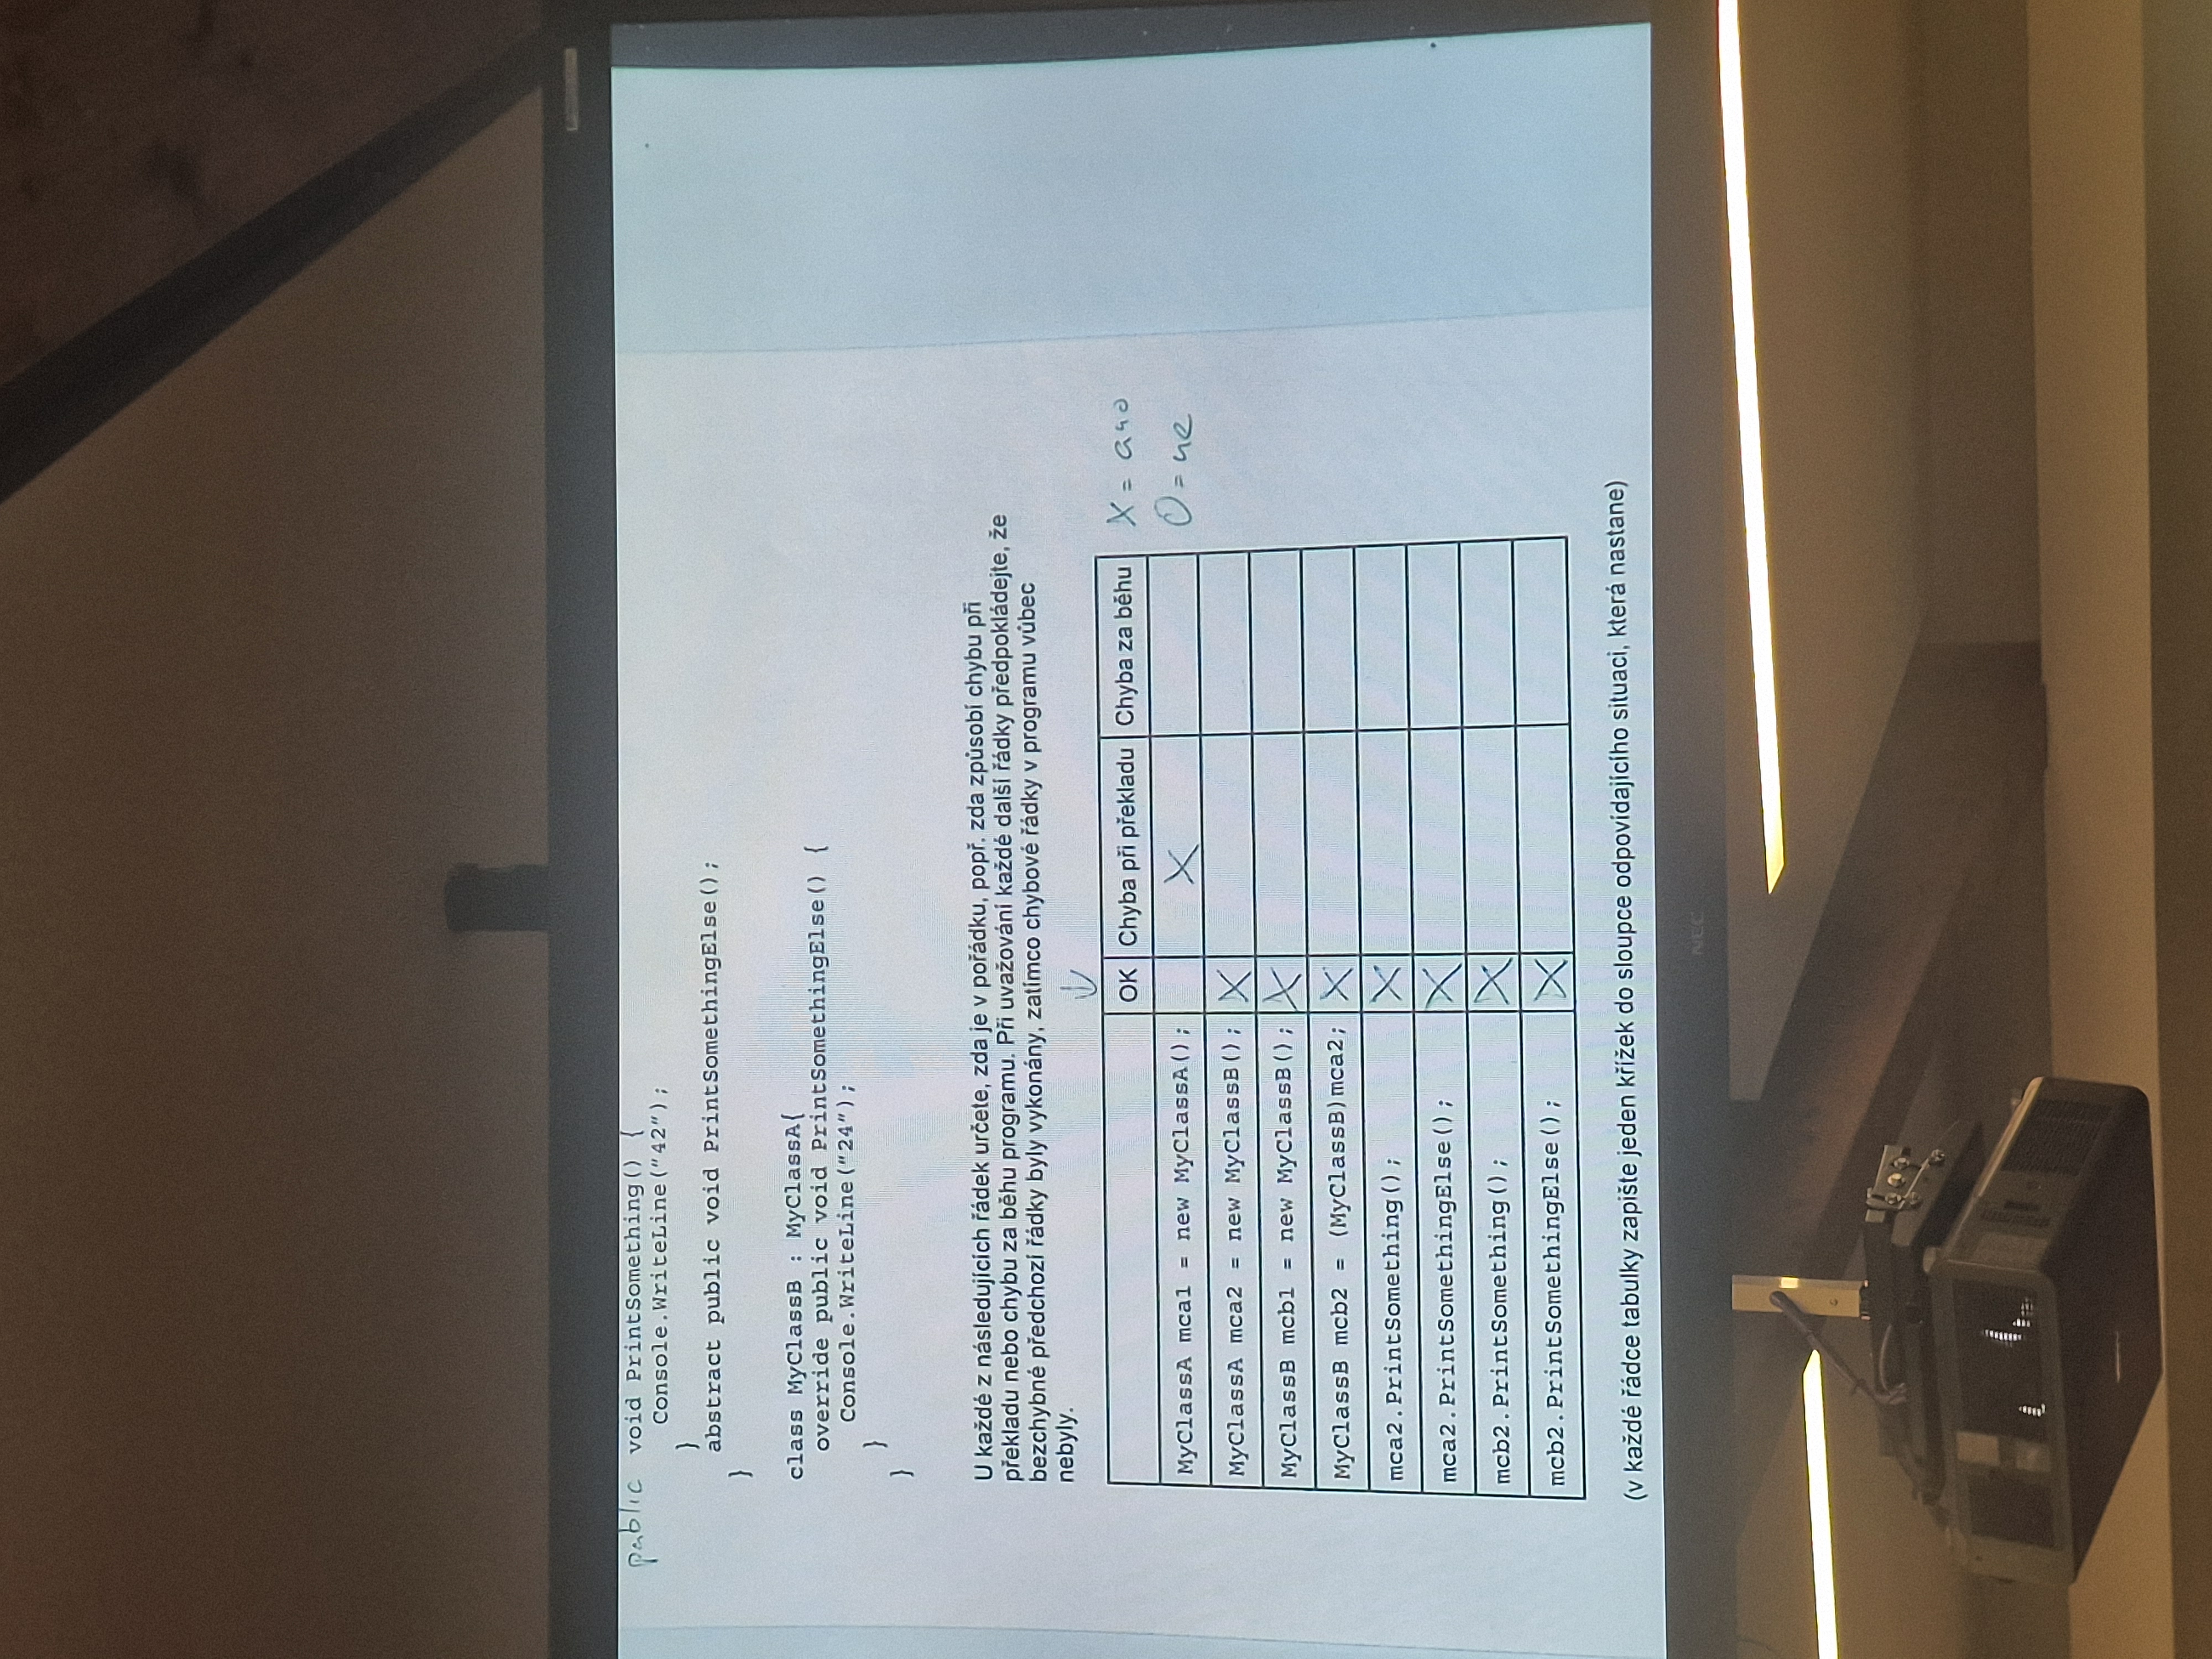 public void PrintSomething() {
Console.WriteLine("42");
}
abstract public void PrintSomethingElse();
}
class MyClassB : MyClassA{
override public void PrintSomethingElse() {
Console.WriteLine("24");
}
}
U každé z následujících řádek určete, zda je v pořádku, popř. zda způsobí chybu při
překladu nebo chybu za běhu programu. Při uvažování každé další řádky předpokládejte, že
bezchybné předchozí řádky byly vykonány, zatímco chybové řádky v programu vůbec
nebyly.
OK Chyba při překladu Chyba za běhu X = ano
MyClassA mca1 = new MyClassA(); X O = ne
MyClassA mca2 = new MyClassB(); X
MyClassB mcb1 = new MyClassB(); X
MyClassB mcb2 = (MyClassB)mca2; X
mca2.PrintSomething(); X
mca2.PrintSomethingElse(); X
mcb2.PrintSomething(); X
mcb2.PrintSomethingElse(); X
(v každé řádce tabulky zapište jeden křížek do sloupce odpovídajícího situaci, která nastane)
NEC